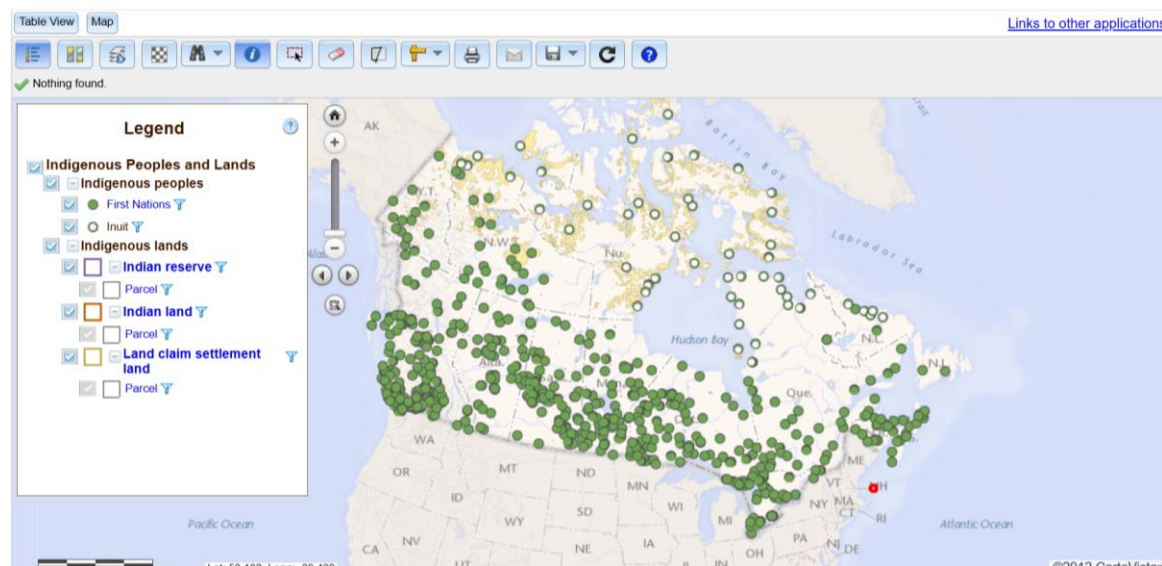 Table View Map
Links to other applications
Nothing found.
Legend
Indigenous Peoples and Lands
Indigenous peoples
First Nations
Inuit
Indigenous lands
Indian reserve
Parcel
Indian land
Parcel
Land claim settlement
land
Parcel
AK
Baffin Bay
Y.T.
N.W.
Nu
Labrador Sea
Hudson Bay
N.L.
N.L.
Alta.
Man.
Que.
WA
MT
ND
MN
ME
OR
ID
SD
WI
VT
NH
NY
MA
CT
RI
Pacific Ocean
WY
MI
Atlantic Ocean
CA
NV
NE
IA
OH
PA
NJ
DE